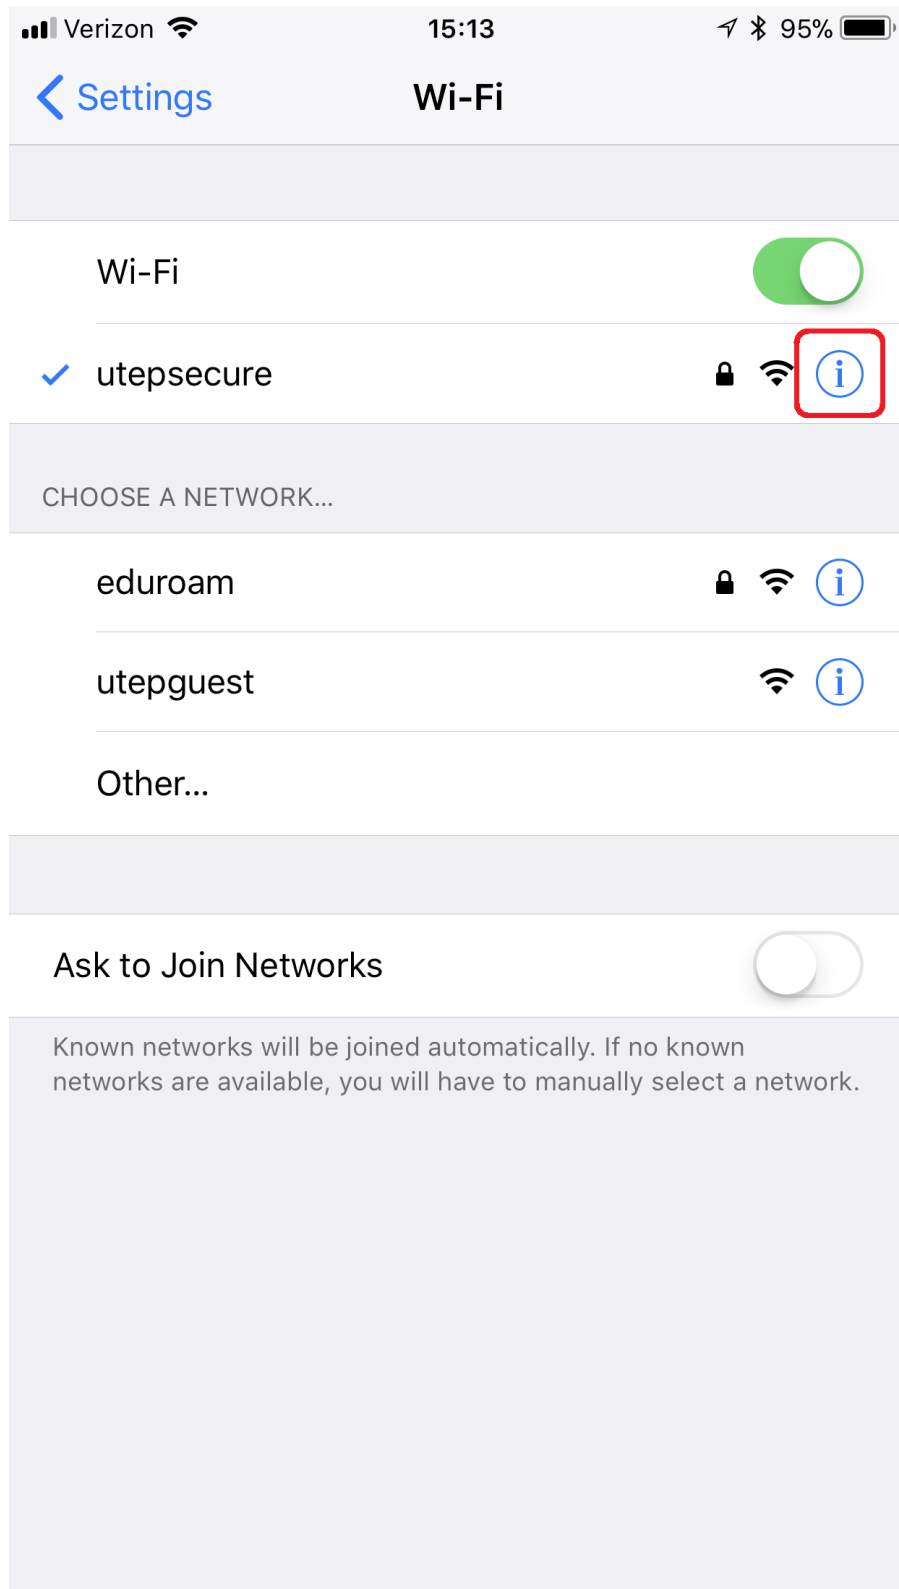 Verizon 15:13 95%
Settings Wi-Fi
Wi-Fi
utepsecure
CHOOSE A NETWORK...
eduroam
utepguest
Other...
Ask to Join Networks
Known networks will be joined automatically. If no known
networks are available, you will have to manually select a network.